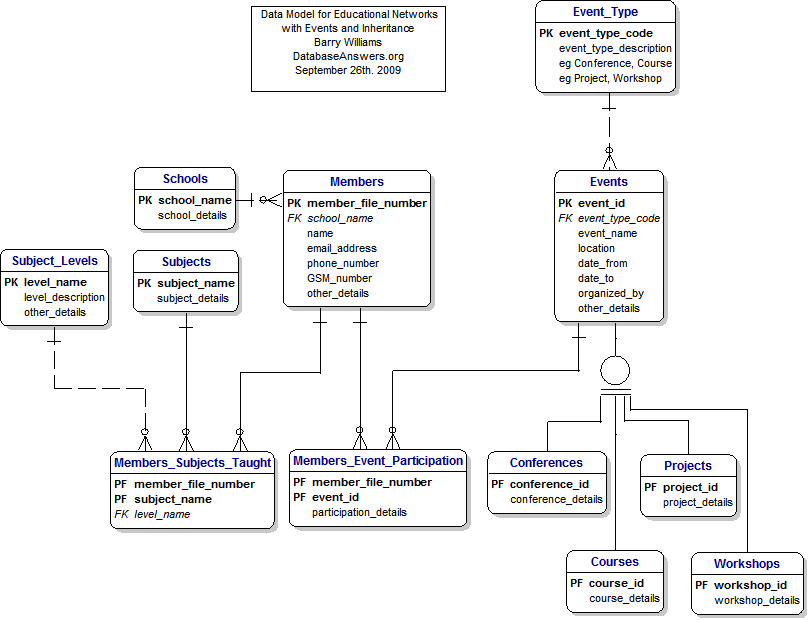 Data Model for Educational Networks
with Events and Inheritance
Barry Williams
DatabaseAnswers.org
September 26th. 2009
Event_Type
PK event_type_code
event_type_description
eg Conference, Course
eg Project, Workshop
Schools
PK school_name
school_details
Members
PK member_file_number
FK school_name
name
email_address
phone_number
GSM_number
other_details
Events
PK event_id
FK event_type_code
event_name
location
date_from
date_to
organized_by
other_details
Subject_Levels
PK level_name
level_description
other_details
Subjects
PK subject_name
subject_details
Members_Subjects_Taught
PF member_file_number
PF subject_name
FK level_name
Members_Event_Participation
PF member_file_number
PF event_id
participation_details
Conferences
PF conference_id
conference_details
Projects
PF project_id
project_details
Courses
PF course_id
course_details
Workshops
PF workshop_id
workshop_details